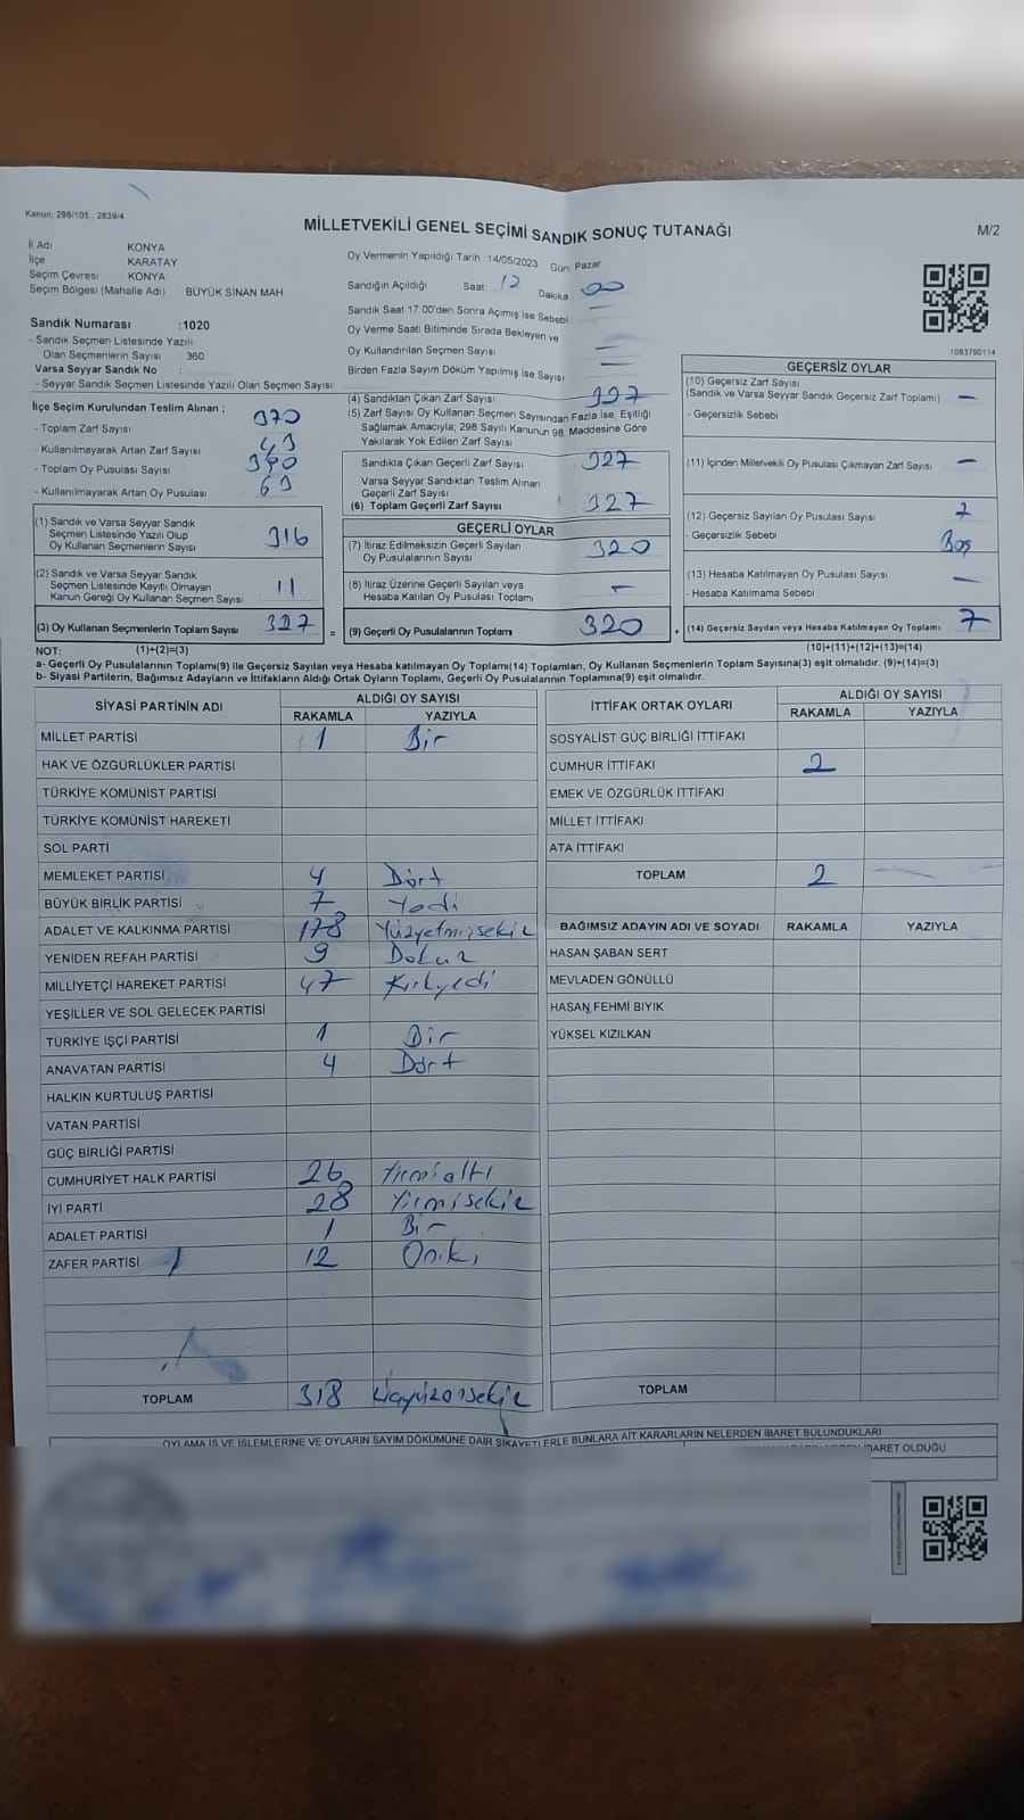 Kanun: 298/105 , 2839/4
MİLLETVEKİLİ GENEL SEÇİMİ SANDIK SONUÇ TUTANAĞI
M/2
İl Adı KONYA
İlçe KARATAY
Seçim Çevresi KONYA
Seçim Bölgesi (Mahalle Adı) BÜYÜK SİNAN MAH
Sandık Numarası :1020
- Sandık Seçmen Listesinde Yazılı
Olan Seçmenlerin Sayısı 360
Varsa Seyyar Sandık No :
- Seyyar Sandık Seçmen Listesinde Yazılı Olan Seçmen Sayısı
Oy Vermenin Yapıldığı Tarih :14/05/2023 Gün: Pazar
Sandığın Açıldığı Saat: 12 Dakika 00
Sandık Saat 17:00'den Sonra Açımış İse Sebebi : —
Oy Verme Saati Bitiminde Sırada Bekleyen ve
Oy Kullandırılan Seçmen Sayısı —
Birden Fazla Sayım Döküm Yapılmış İse Sayısı —
1083790114
İlçe Seçim Kurulundan Teslim Alınan ;
- Toplam Zarf Sayısı 370
- Kullanılmayarak Artan Zarf Sayısı 43
- Toplam Oy Pusulası Sayısı 390
- Kullanılmayarak Artan Oy Pusulası 63
(4) Sandıktan Çıkan Zarf Sayısı 327
(5) Zarf Sayısı Oy Kullanan Seçmen Sayısından Fazla İse, Eşitliği
Sağlamak Amacıyla; 298 Sayılı Kanunun 98. Maddesine Göre
Yakılarak Yok Edilen Zarf Sayısı
Sandıkta Çıkan Geçerli Zarf Sayısı 327
Varsa Seyyar Sandıktan Teslim Alınan
Geçerli Zarf Sayısı
(6) Toplam Geçerli Zarf Sayısı 327
GEÇERSİZ OYLAR
(10) Geçersiz Zarf Sayısı
(Sandık ve Varsa Seyyar Sandık Geçersiz Zarf Toplamı) —
- Geçersizlik Sebebi
(11) İçinden Milletvekili Oy Pusulası Çıkmayan Zarf Sayısı —
(12) Geçersiz Sayılan Oy Pusulası Sayısı 7
- Geçersizlik Sebebi Boş
(13) Hesaba Katılmayan Oy Pusulası Sayısı —
- Hesaba Katılmama Sebebi
(14) Geçersiz Sayılan veya Hesaba Katılmayan Oy Toplamı 7
(10)+(11)+(12)+(13)=(14)
(1) Sandık ve Varsa Seyyar Sandık
Seçmen Listesinde Yazılı Olup
Oy Kullanan Seçmenlerin Sayısı 316
(2) Sandık ve Varsa Seyyar Sandık
Seçmen Listesinde Kayıtlı Olmayan
Kanun Gereği Oy Kullanan Seçmen Sayısı 11
(3) Oy Kullanan Seçmenlerin Toplam Sayısı 327 =
GEÇERLİ OYLAR
(7) İtiraz Edilmeksizin Geçerli Sayılan
Oy Pusulalarının Sayısı 320
(8) İtiraz Üzerine Geçerli Sayılan veya
Hesaba Katılan Oy Pusulası Toplamı —
(9) Geçerli Oy Pusulalarının Toplamı 320 +
NOT: (1)+(2)=(3)
a- Geçerli Oy Pusulalarının Toplamı(9) ile Geçersiz Sayılan veya Hesaba katılmayan Oy Toplamı(14) Toplamları, Oy Kullanan Seçmenlerin Toplam Sayısına(3) eşit olmalıdır. (9)+(14)=(3)
b- Siyasi Partilerin, Bağımsız Adayların ve İttifakların Aldığı Ortak Oyların Toplamı, Geçerli Oy Pusulalarının Toplamına(9) eşit olmalıdır.
SİYASİ PARTİNİN ADI ALDIĞI OY SAYISI
RAKAMLA YAZIYLA
MİLLET PARTİSİ 1 Bir
HAK VE ÖZGÜRLÜKLER PARTİSİ
TÜRKİYE KOMÜNİST PARTİSİ
TÜRKİYE KOMÜNİST HAREKETİ
SOL PARTİ
MEMLEKET PARTİSİ 4 Dört
BÜYÜK BİRLİK PARTİSİ 7 Yedi
ADALET VE KALKINMA PARTİSİ 178 Yüzyetmişsekiz
YENİDEN REFAH PARTİSİ 9 Dokuz
MİLLİYETÇİ HAREKET PARTİSİ 47 Kırkyedi
YEŞİLLER VE SOL GELECEK PARTİSİ
TÜRKİYE İŞÇİ PARTİSİ 1 Bir
ANAVATAN PARTİSİ 4 Dört
HALKIN KURTULUŞ PARTİSİ
VATAN PARTİSİ
GÜÇ BİRLİĞİ PARTİSİ
CUMHURİYET HALK PARTİSİ 26 Yirmialtı
İYİ PARTİ 28 Yirmisekiz
ADALET PARTİSİ 1 Bir
ZAFER PARTİSİ 12 Oniki
TOPLAM 318 Üçyüzonsekiz
İTTİFAK ORTAK OYLARI ALDIĞI OY SAYISI
RAKAMLA YAZIYLA
SOSYALİST GÜÇ BİRLİĞİ İTTİFAKI
CUMHUR İTTİFAKI 2
EMEK VE ÖZGÜRLÜK İTTİFAKI
MİLLET İTTİFAKI
ATA İTTİFAKI
TOPLAM 2
BAĞIMSIZ ADAYIN ADI VE SOYADI RAKAMLA YAZIYLA
HASAN ŞABAN SERT
MEVLADEN GÖNÜLLÜ
HASAN FEHMİ BIYIK
YÜKSEL KIZILKAN
TOPLAM
OYLAMA İŞ VE İŞLEMLERİNE VE OYLARIN SAYIM DÖKÜMÜNE DAİR ŞİKAYETLERLE BUNLARA AİT KARARLARIN NELERDEN İBARET BULUNDUKLARI
İBARET OLDUĞU